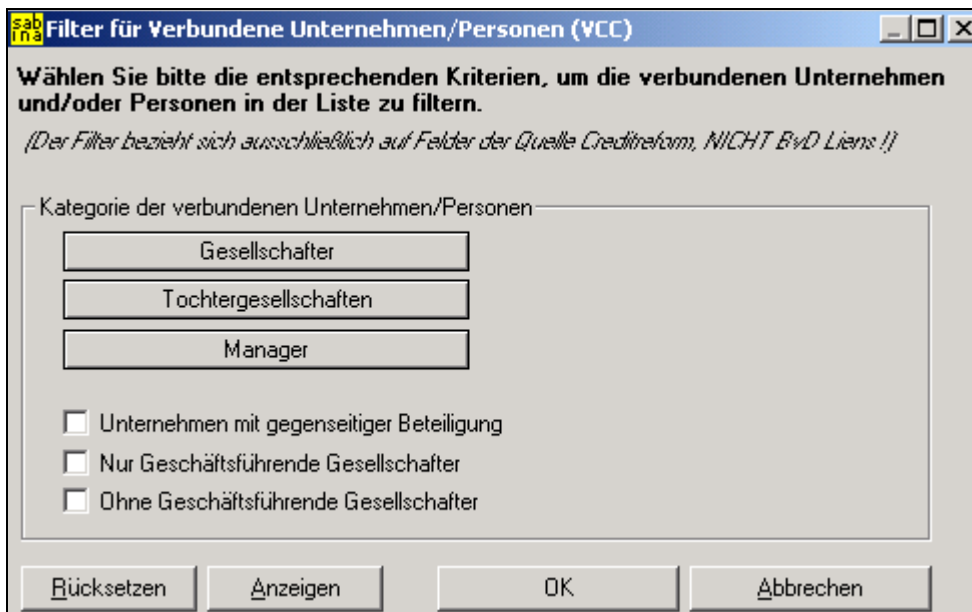 sab
ina
Filter für Verbundene Unternehmen/Personen (VCC)
Wählen Sie bitte die entsprechenden Kriterien, um die verbundenen Unternehmen
und/oder Personen in der Liste zu filtern.
(Der Filter bezieht sich ausschließlich auf Felder der Quelle Creditreform, NICHT BvD Liens !)
Kategorie der verbundenen Unternehmen/Personen
Gesellschafter
Tochtergesellschaften
Manager
Unternehmen mit gegenseitiger Beteiligung
Nur Geschäftsführende Gesellschafter
Ohne Geschäftsführende Gesellschafter
Rücksetzen
Anzeigen
OK
Abbrechen